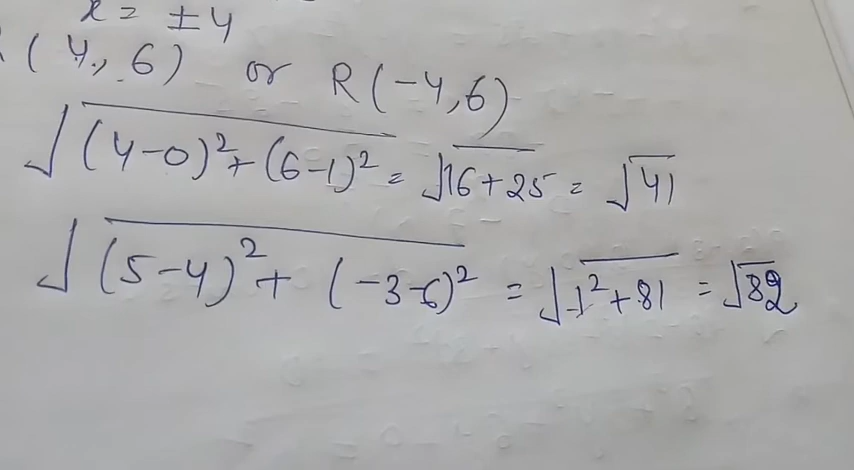 x = ± 4
(4, 6) or R(-4,6)
√(4-0)²+(6-1)² = √16+25 = √41
√(5-4)²+ (-3-6)² = √1²+81 = √82